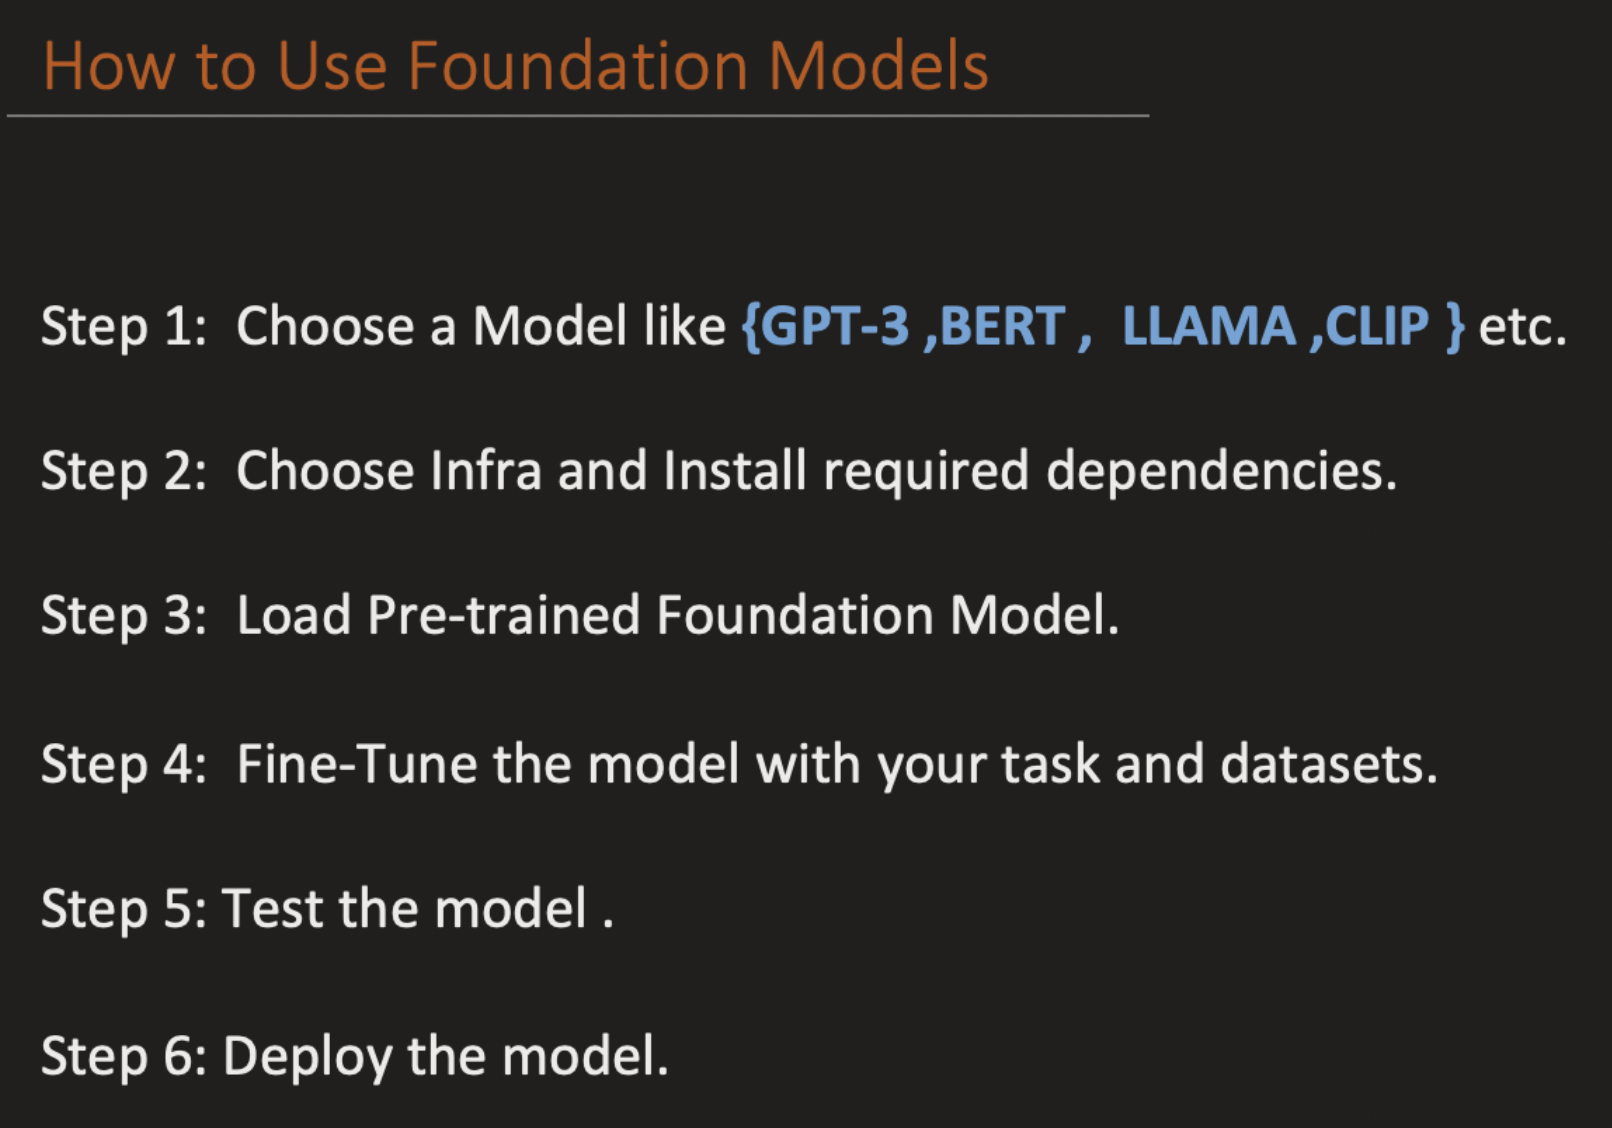 How to Use Foundation Models
Step 1: Choose a Model like {GPT-3 ,BERT , LLAMA ,CLIP } etc.
Step 2: Choose Infra and Install required dependencies.
Step 3: Load Pre-trained Foundation Model.
Step 4: Fine-Tune the model with your task and datasets.
Step 5: Test the model .
Step 6: Deploy the model.